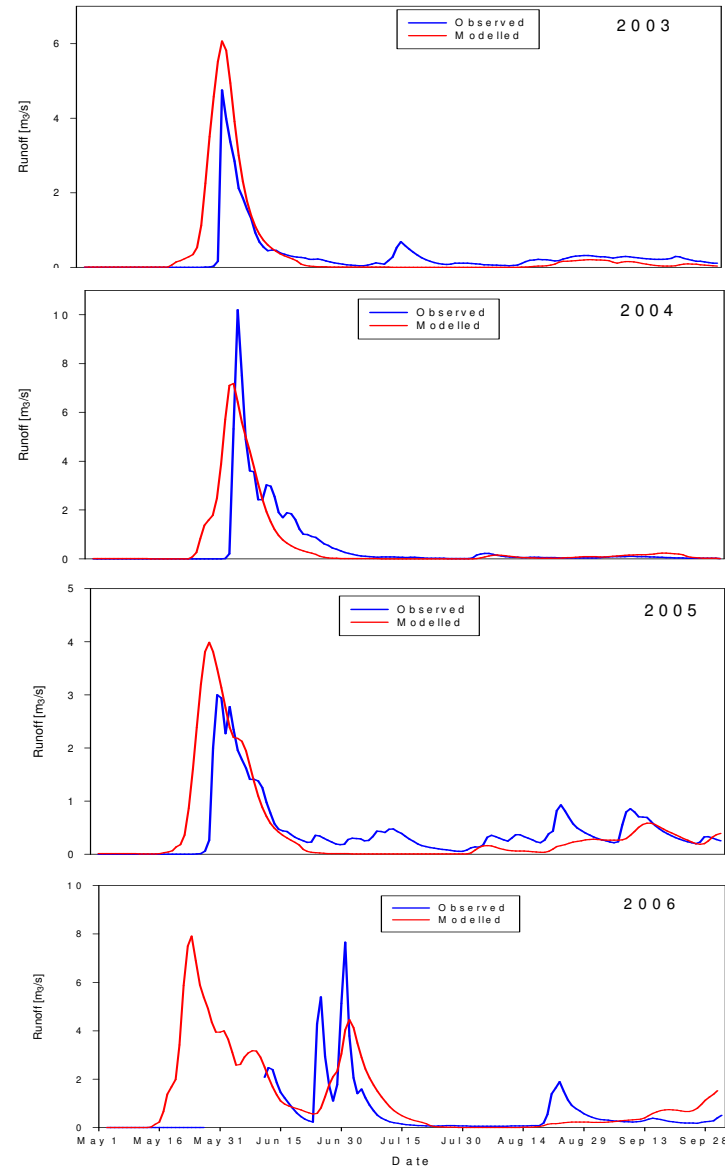 2003
Observed
Modelled
Runoff [m3/s]
6
4
2
0
2004
Observed
Modelled
Runoff [m3/s]
10
8
6
4
2
0
2005
Observed
Modelled
Runoff [m3/s]
5
4
3
2
1
0
2006
Observed
Modelled
Runoff [m3/s]
10
8
6
4
2
0
May 1 May 16 May 31 Jun 15 Jun 30 Jul 15 Jul 30 Aug 14 Aug 29 Sep 13 Sep 28
Date